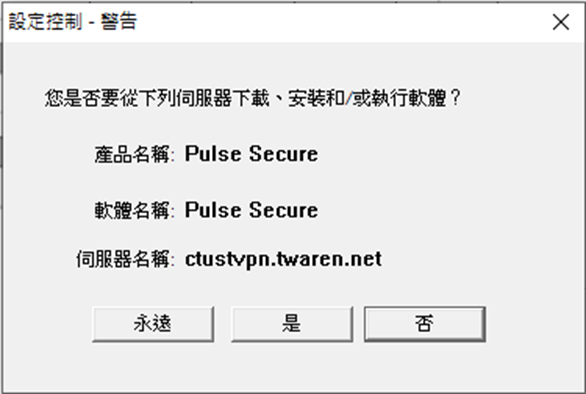 設定控制 - 警告
您是否要從下列伺服器下載、安裝和/或執行軟體？
產品名稱: Pulse Secure
軟體名稱: Pulse Secure
伺服器名稱: ctustvpn.twaren.net
永遠 是 否